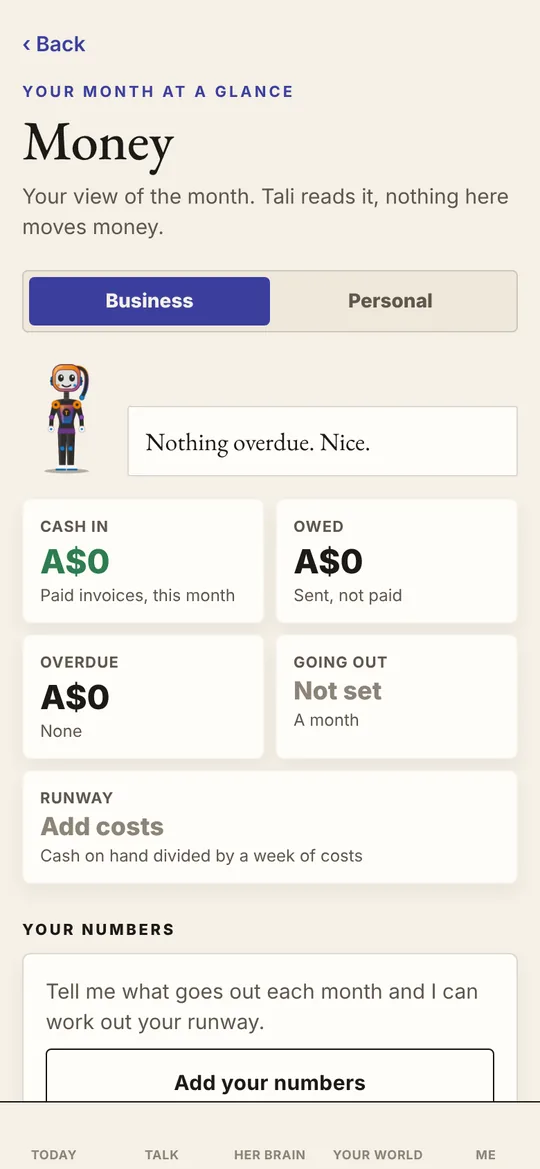 ‹ Back
YOUR MONTH AT A GLANCE
Money
Your view of the month. Tali reads it, nothing here
moves money.
Business
Personal
Nothing overdue. Nice.
CASH IN
A$0
Paid invoices, this month
OWED
A$0
Sent, not paid
OVERDUE
A$0
None
GOING OUT
Not set
A month
RUNWAY
Add costs
Cash on hand divided by a week of costs
YOUR NUMBERS
Tell me what goes out each month and I can
work out your runway.
Add your numbers
TODAY
TALK
HER BRAIN
YOUR WORLD
ME